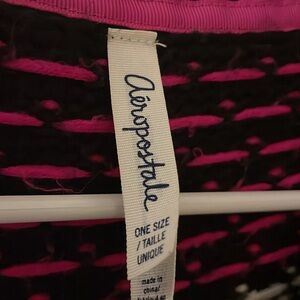 aéropostale
ONE SIZE
/ TAILLE
UNIQUE
made in
china/